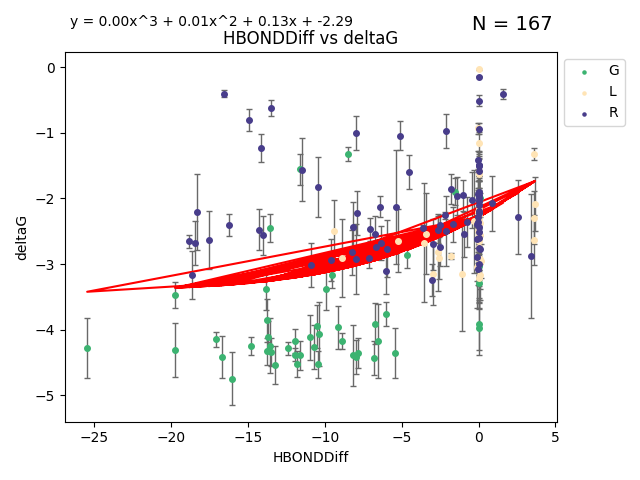 y = 0.00x^3 + 0.01x^2 + 0.13x + -2.29
N = 167
HBONDDiff vs deltaG
G
L
R
deltaG
0
−1
−2
−3
−4
−5
−25
−20
−15
−10
−5
0
5
HBONDDiff